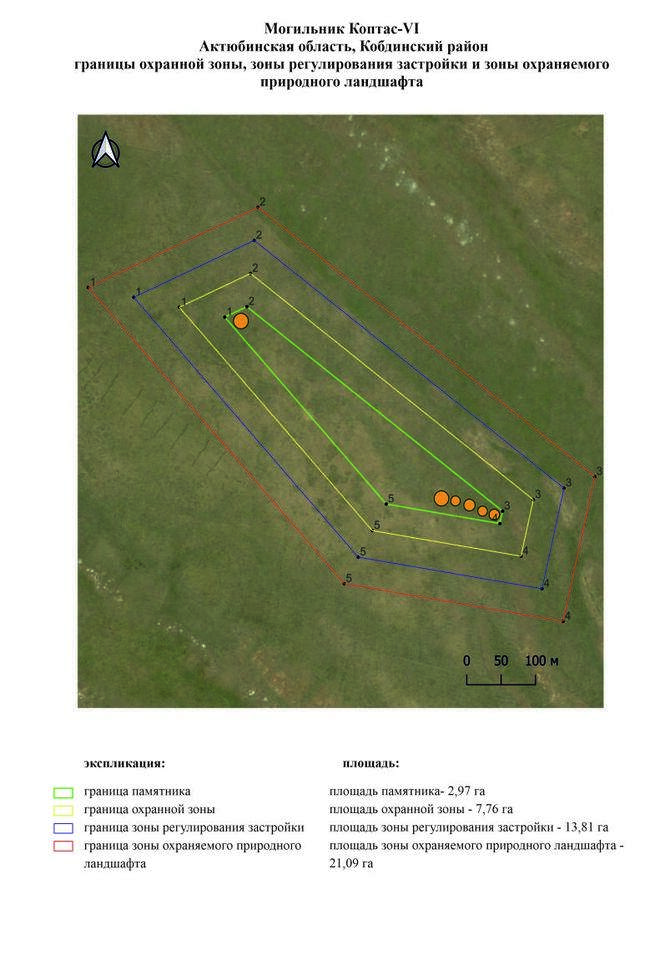 Могильник Коптас-VI
Актюбинская область, Кобдинский район
границы охранной зоны, зоны регулирования застройки и зоны охраняемого
природного ландшафта
2
2
1
1
2
1
1 2
3
3
3
5
3
4
5
4
5
4
5
4
0 50 100 м
экспликация:
площадь:
граница памятника
площадь памятника- 2,97 га
граница охранной зоны
площадь охранной зоны - 7,76 га
граница зоны регулирования застройки
площадь зоны регулирования застройки - 13,81 га
граница зоны охраняемого природного
площадь зоны охраняемого природного ландшафта -
ландшафта
21,09 га